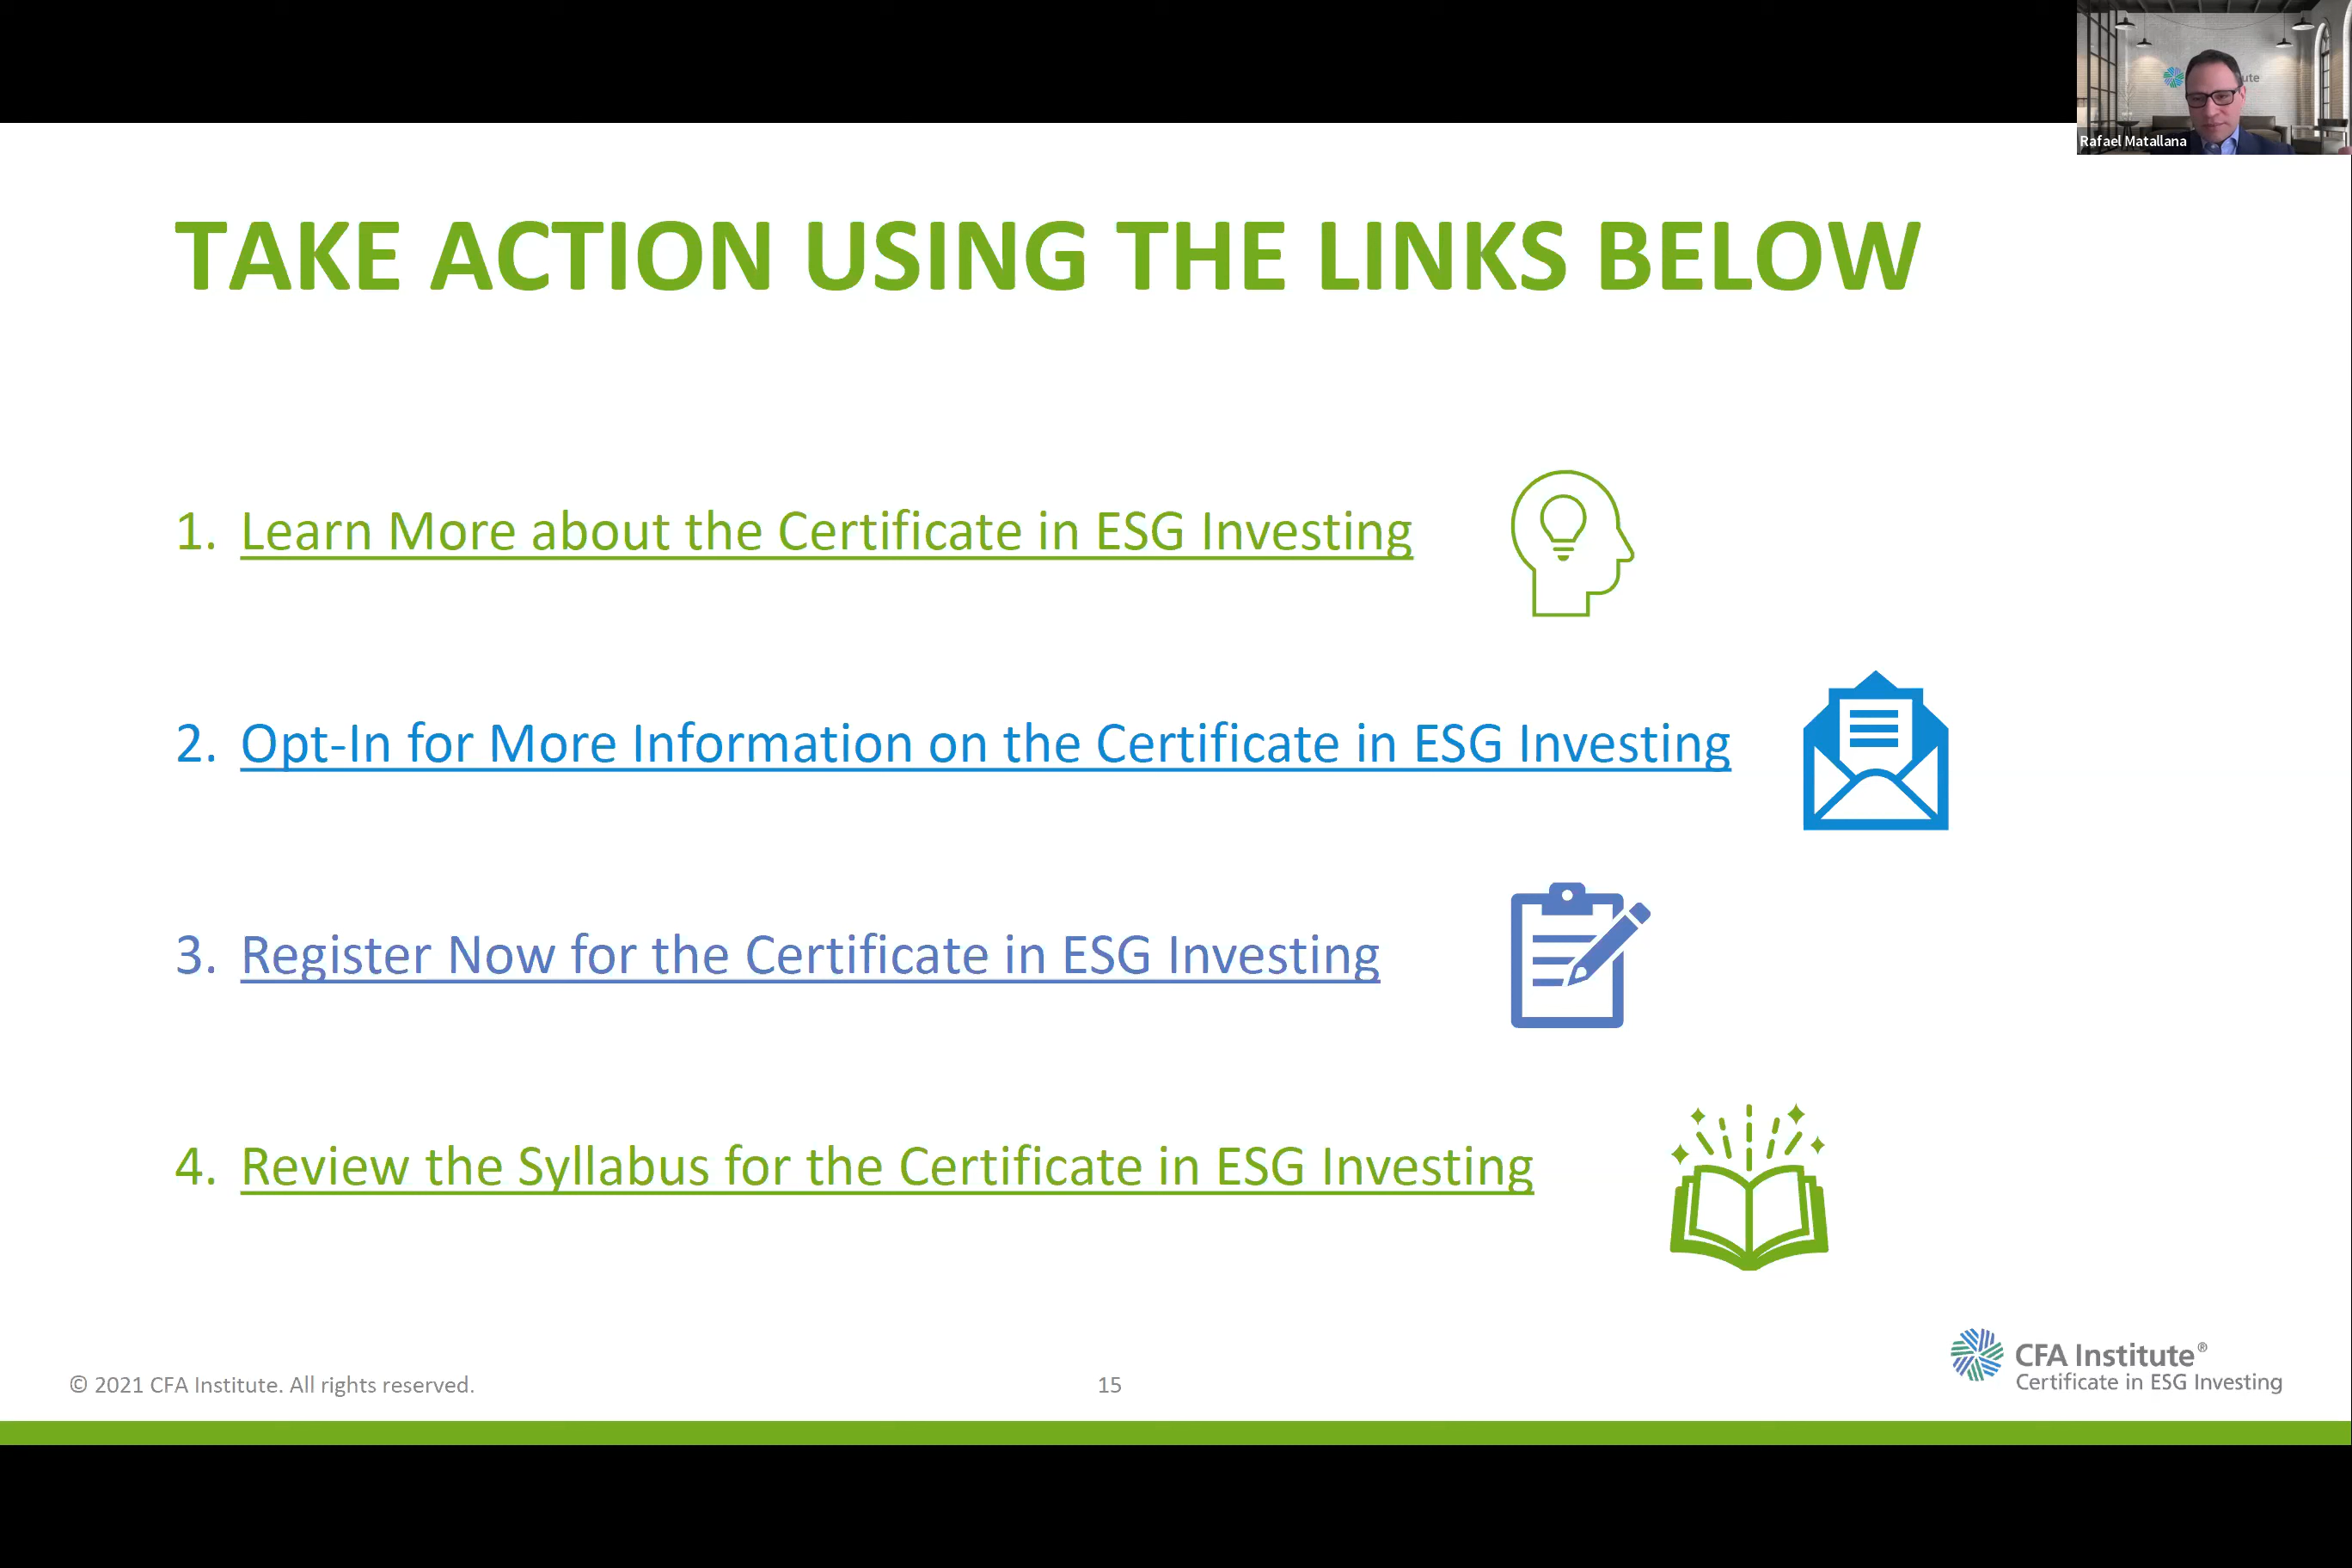 ute
Rafael Matallana
TAKE ACTION USING THE LINKS BELOW
1. Learn More about the Certificate in ESG Investing
2. Opt-In for More Information on the Certificate in ESG Investing
3. Register Now for the Certificate in ESG Investing
4. Review the Syllabus for the Certificate in ESG Investing
© 2021 CFA Institute. All rights reserved.
15
CFA Institute®
Certificate in ESG Investing